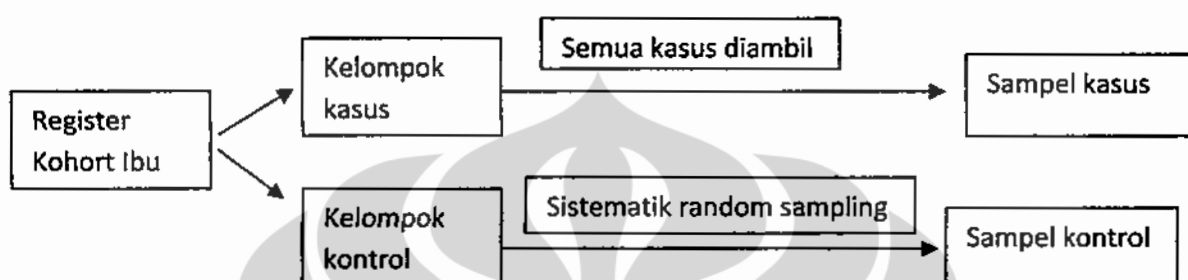 Register
Kohort Ibu
Kelompok
kasus
Semua kasus diambil
Sampel kasus
Kelompok
kontrol
Sistematik random sampling
Sampel kontrol